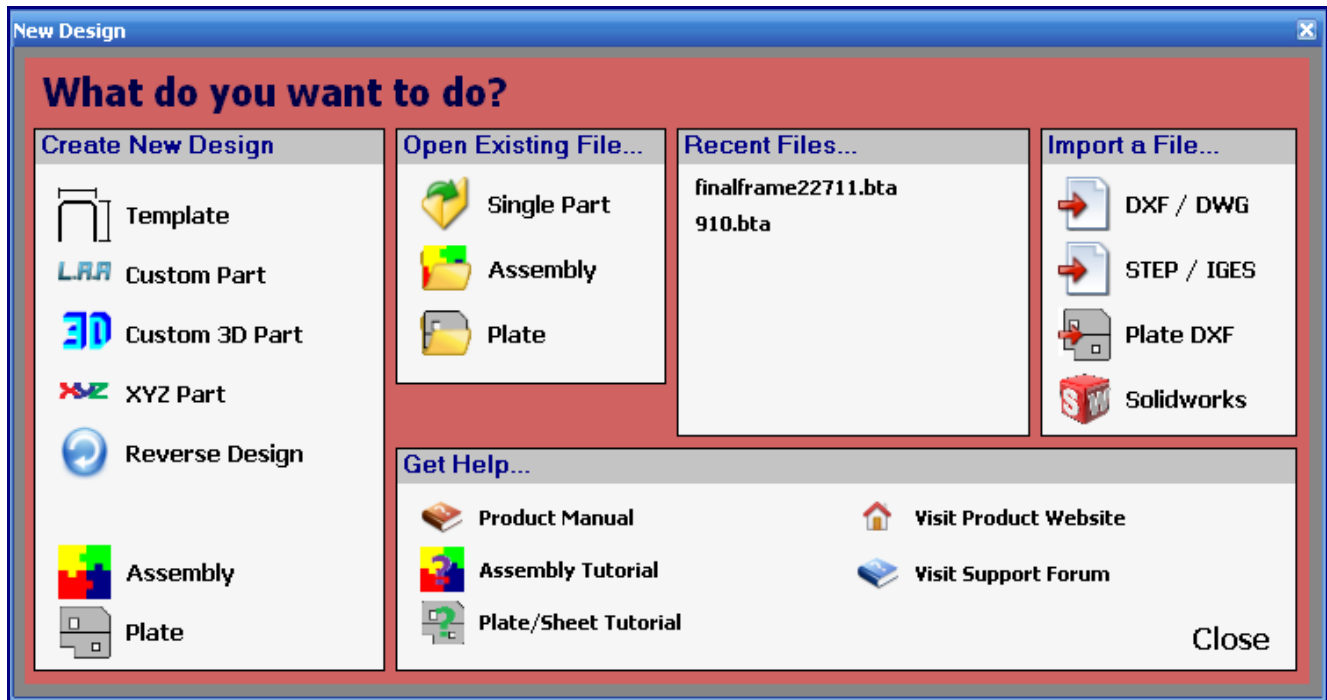 New Design
What do you want to do?
Create New Design
Template
L.R.A Custom Part
3D Custom 3D Part
XYZ XYZ Part
Reverse Design
Assembly
Plate
Open Existing File...
Single Part
Assembly
Plate
Recent Files...
finalframe22711.bta
910.bta
Import a File...
DXF / DWG
STEP / IGES
Plate DXF
SW Solidworks
Get Help...
Product Manual
Assembly Tutorial
Plate/Sheet Tutorial
Visit Product Website
Visit Support Forum
Close